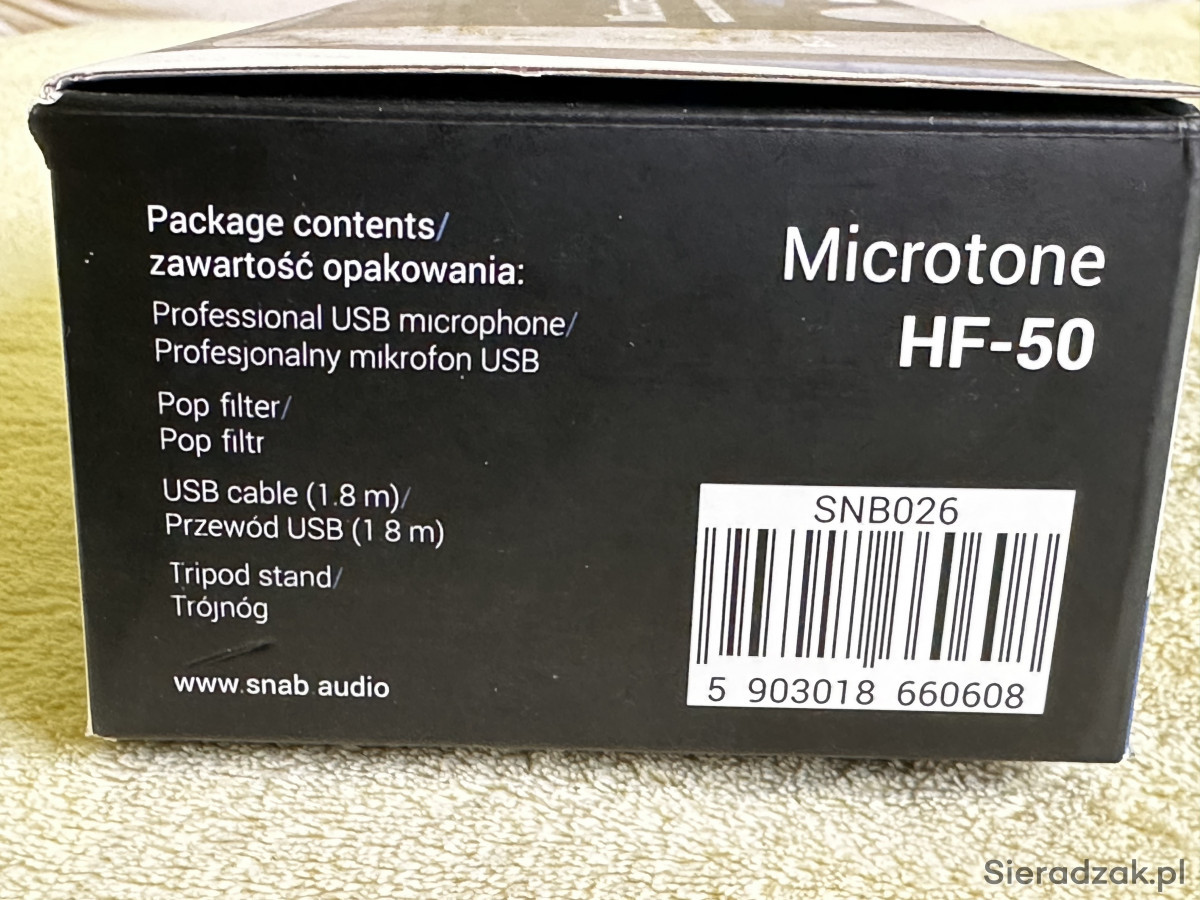 Package contents/
zawartość opakowania:
Professional USB microphone/
Profesjonalny mikrofon USB
Pop filter/
Pop filtr
USB cable (1.8 m)/
Przewód USB (1 8 m)
Tripod stand/
Trójnóg
www.snab.audio
Microtone
HF-50
SNB026
5 903018 660608
Sieradzak.pl